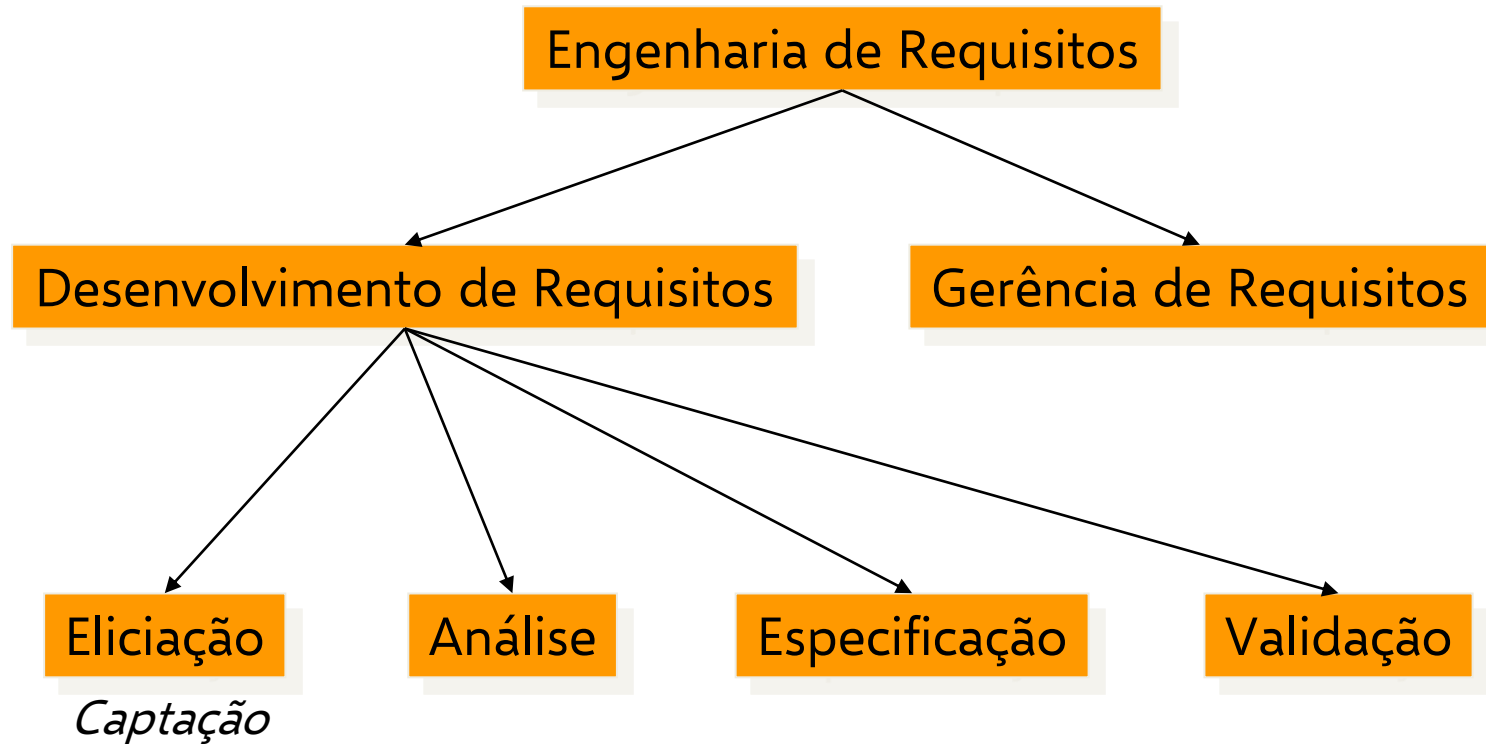 Engenharia de Requisitos
Desenvolvimento de Requisitos
Gerência de Requisitos
Eliciação
Análise
Especificação
Validação
Captação